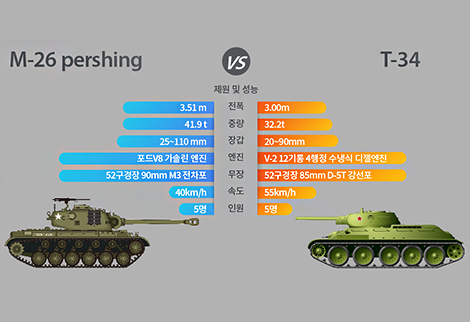 M-26 pershing VS T-34
제원 및 성능
3.51 m 전폭 3.00m
41.9 t 중량 32.2t
25~110 mm 장갑 20~90mm
포드V8 가솔린 엔진 엔진 V-2 12기통 4행정 수냉식 디젤엔진
52구경장 90mm M3 전차포 무장 52구경장 85mm D-5T 강선포
40km/h 속도 55km/h
5명 인원 5명